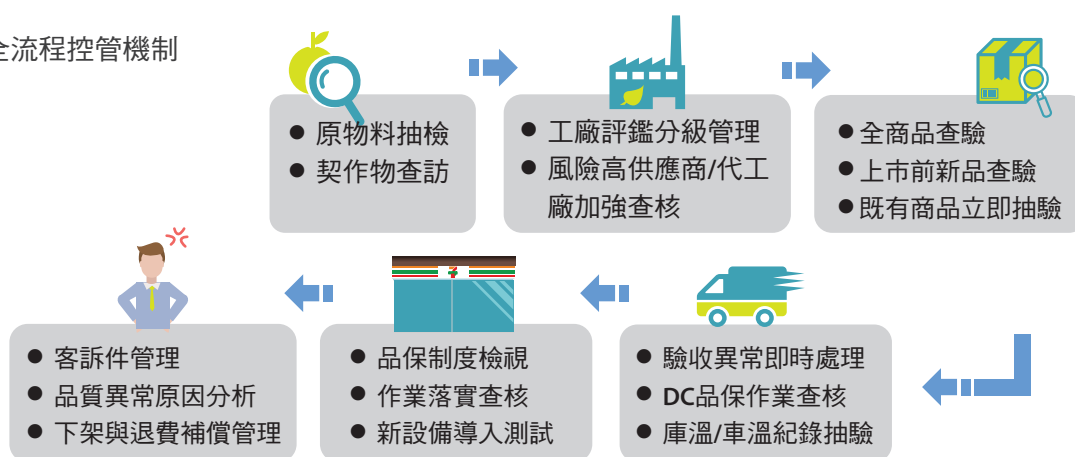 全流程控管機制
● 原物料抽檢
● 契作物查訪
● 工廠評鑑分級管理
● 風險高供應商/代工
廠加強查核
● 全商品查驗
● 上市前新品查驗
● 既有商品立即抽驗
● 驗收異常即時處理
● DC品保作業查核
● 庫溫/車溫紀錄抽驗
● 品保制度檢視
● 作業落實查核
● 新設備導入測試
● 客訴件管理
● 品質異常原因分析
● 下架與退費補償管理